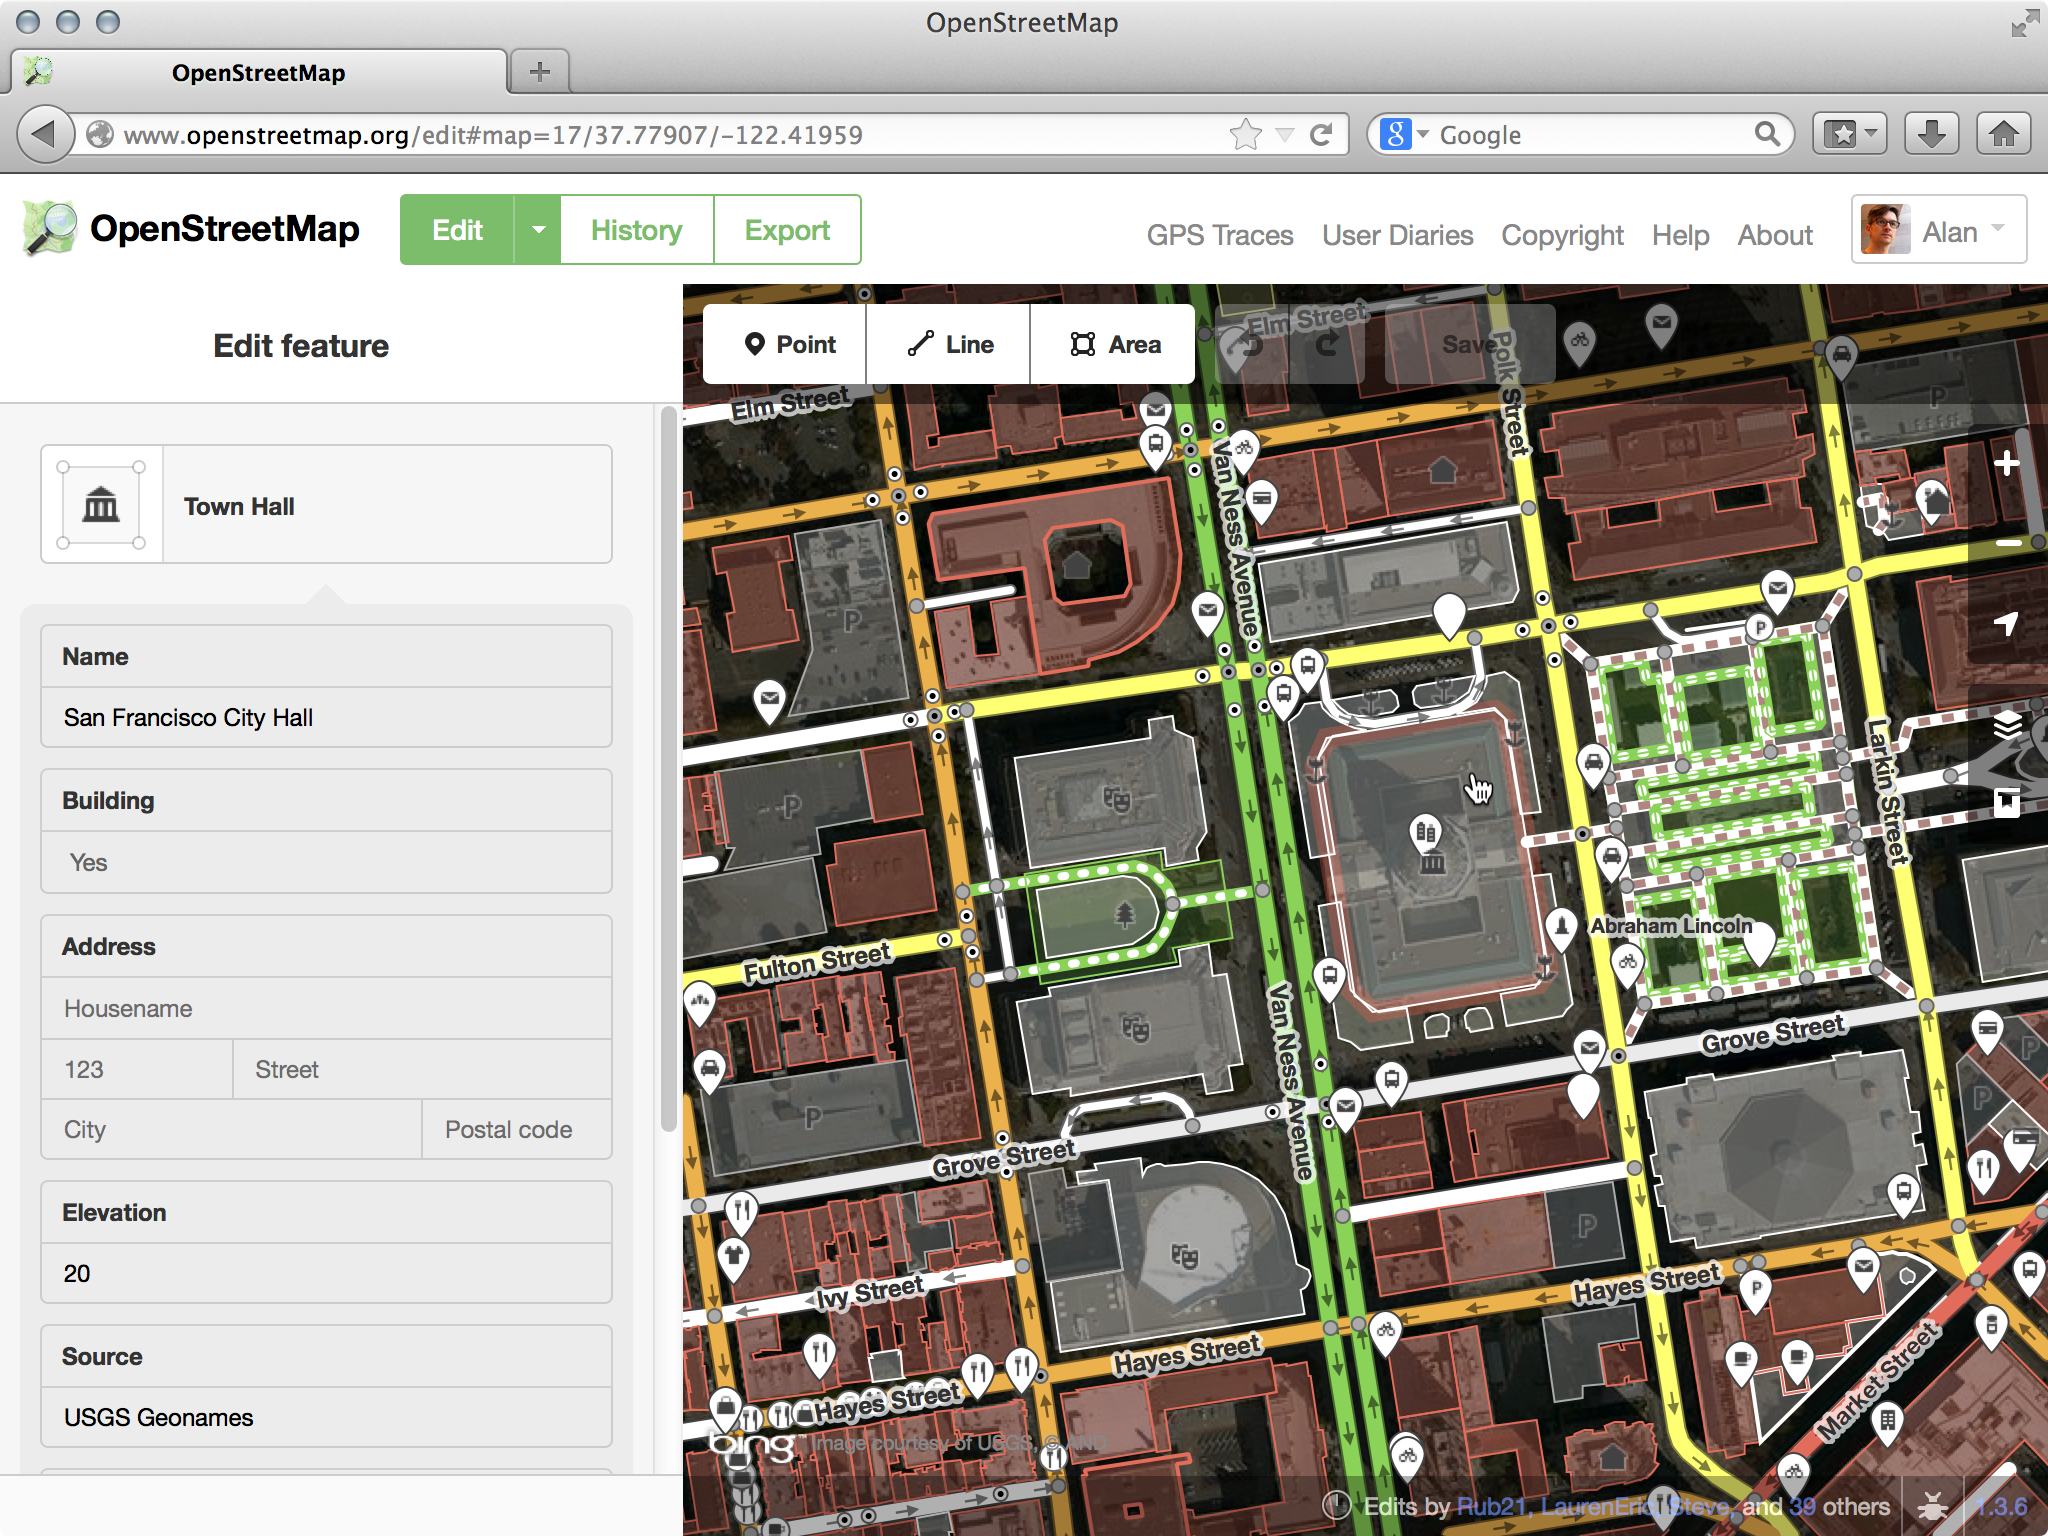 OpenStreetMap
OpenStreetMap
www.openstreetmap.org/edit#map=17/37.77907/-122.41959
g
Google
OpenStreetMap
Edit
History
Export
GPS Traces
User Diaries
Copyright
Help
About
Alan
Edit feature
Point
Line
Area
Save
Town Hall
Name
San Francisco City Hall
Building
Yes
Address
Housename
123
Street
City
Postal code
Elevation
20
Source
USGS Geonames
Elm Street
Elm Street
Polk Street
Van Ness Avenue
Larkin Street
Abraham Lincoln
Fulton Street
Van Ness Avenue
Grove Street
Grove Street
Ivy Street
Hayes Street
Hayes Street
Hayes Street
Market Street
P
P
P
P
P
P
P
P
P
bing
Image courtesy of USGS, © AND
Edits by Rub21, LaurenEric, Steve, and 39 others
1.3.6